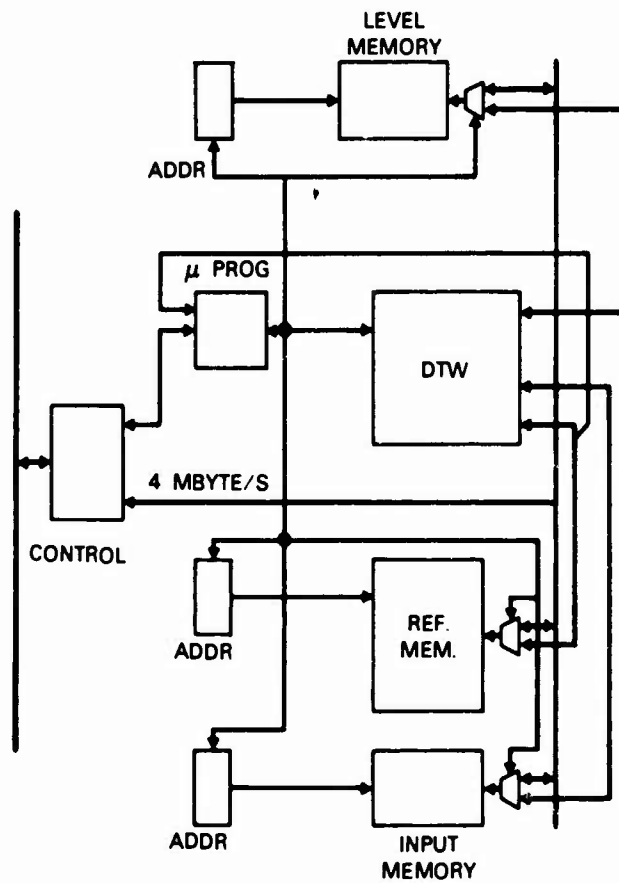 LEVEL
MEMORY
ADDR
μ PROG
DTW
4 MBYTE/S
CONTROL
REF.
MEM.
ADDR
ADDR
INPUT
MEMORY